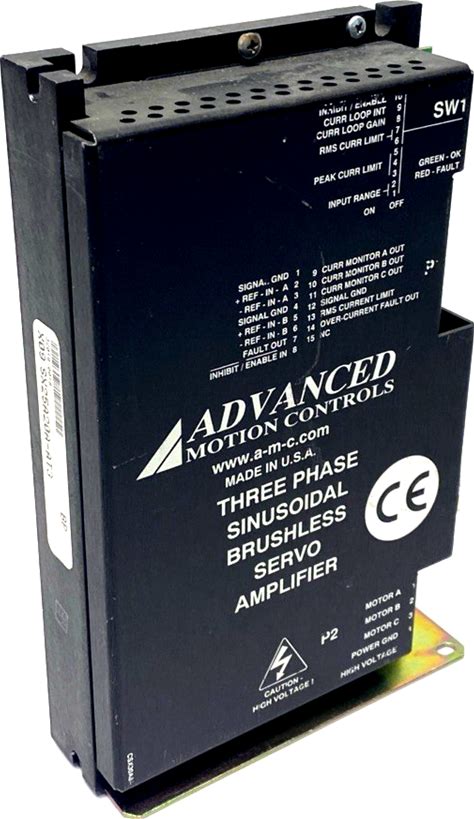 INHIBIT / ENABLE 10
CURR LOOP INT 9
CURR LOOP GAIN 8
RMS CURR LIMIT 7
6
5
PEAK CURR LIMIT 4
3
INPUT RANGE 2
1
ON OFF
SW1
GREEN - OK
RED - FAULT
SIGNAL GND 1 9 CURR MONITOR A OUT
+ REF - IN - A 2 10 CURR MONITOR B OUT
- REF - IN - A 3 11 CURR MONITOR C OUT
SIGNAL GND 4 12 SIGNAL GND
+ REF - IN - B 5 13 RMS CURRENT LIMIT
- REF - IN - B 6 14 OVER-CURRENT FAULT OUT
FAULT OUT 7 15 NC
INHIBIT / ENABLE IN 8
ADVANCED
MOTION CONTROLS
www.a-m-c.com
MADE IN U.S.A.
THREE PHASE
SINUSOIDAL
BRUSHLESS
SERVO
AMPLIFIER
CE
P2
MOTOR A 1
MOTOR B 2
MOTOR C 3
POWER GND
HIGH VOLTAGE
CAUTION -
HIGH VOLTAGE !